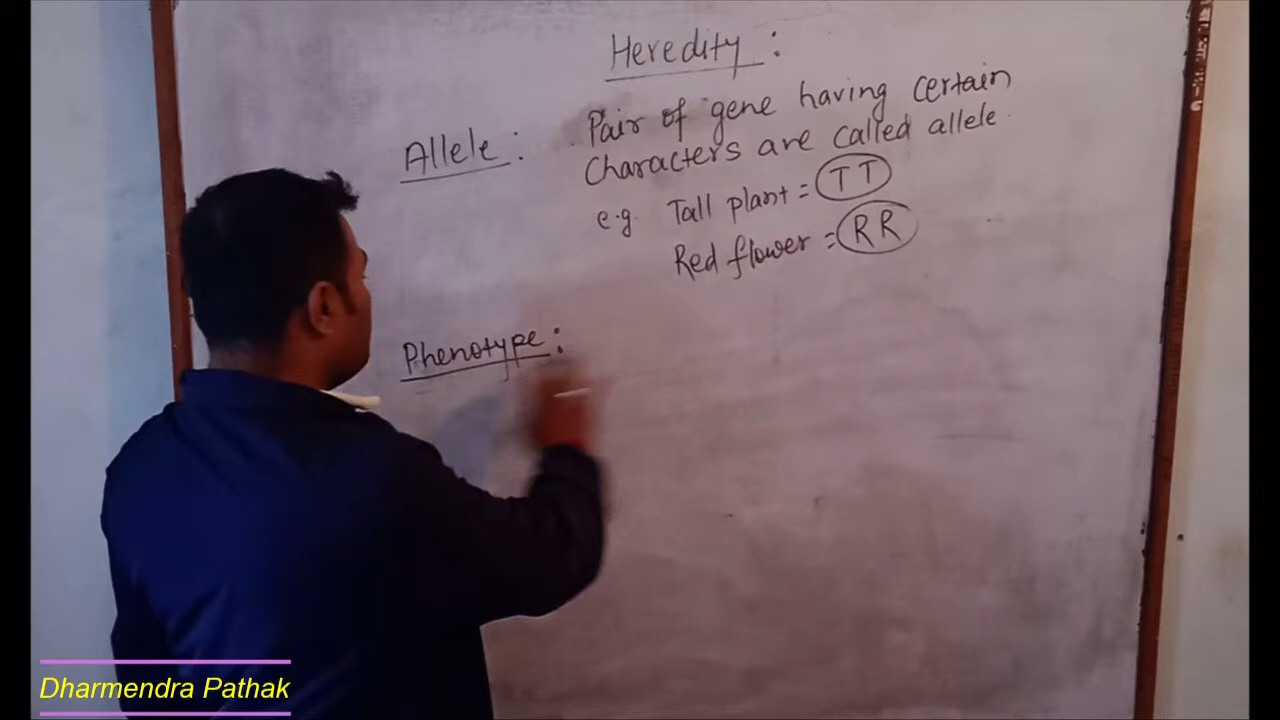 Heredity :
Allele : Pair of gene having certain
Characters are called allele.
e.g. Tall plant = TT
Red flower = RR
Phenotype :
Dharmendra Pathak